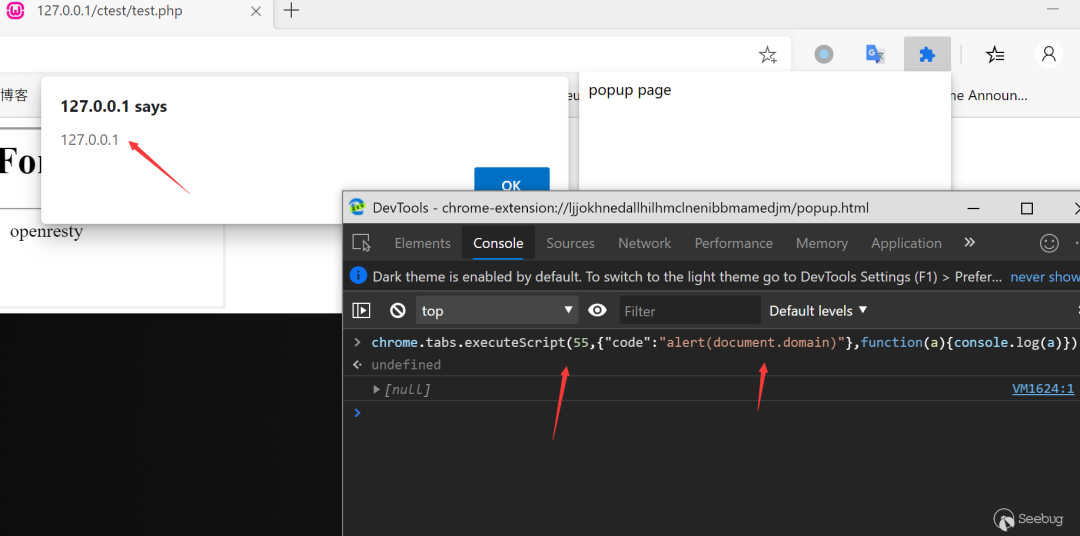 127.0.0.1/ctest/test.php
博客
me Announ...
127.0.0.1 says
127.0.0.1
OK
popup page
For
openresty
DevTools - chrome-extension://ljjokhnedallhilhmclnenibbmamedjm/popup.html
Elements Console Sources Network Performance Memory Application »
Dark theme is enabled by default. To switch to the light theme go to DevTools Settings (F1) > Prefer... never show
top Filter Default levels
chrome.tabs.executeScript(55,{"code":"alert(document.domain)"},function(a){console.log(a)})
undefined
[null] VM1624:1
Seebug